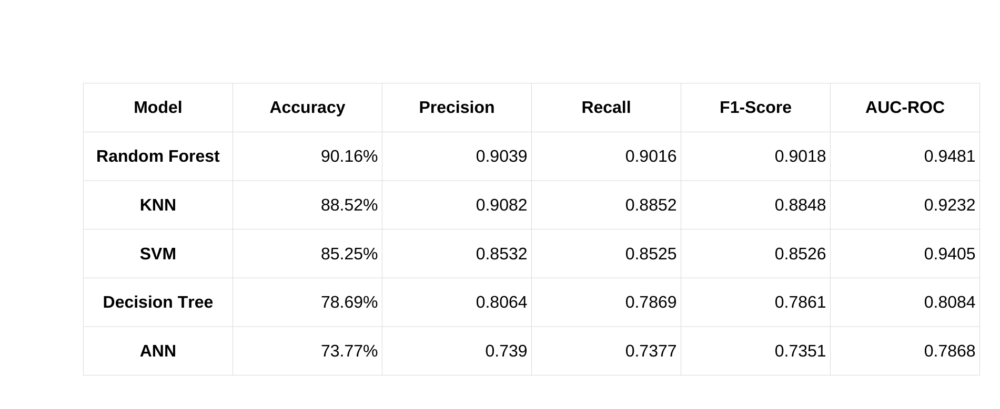 Model Accuracy Precision Recall F1-Score AUC-ROC
Random Forest 90.16% 0.9039 0.9016 0.9018 0.9481
KNN 88.52% 0.9082 0.8852 0.8848 0.9232
SVM 85.25% 0.8532 0.8525 0.8526 0.9405
Decision Tree 78.69% 0.8064 0.7869 0.7861 0.8084
ANN 73.77% 0.739 0.7377 0.7351 0.7868